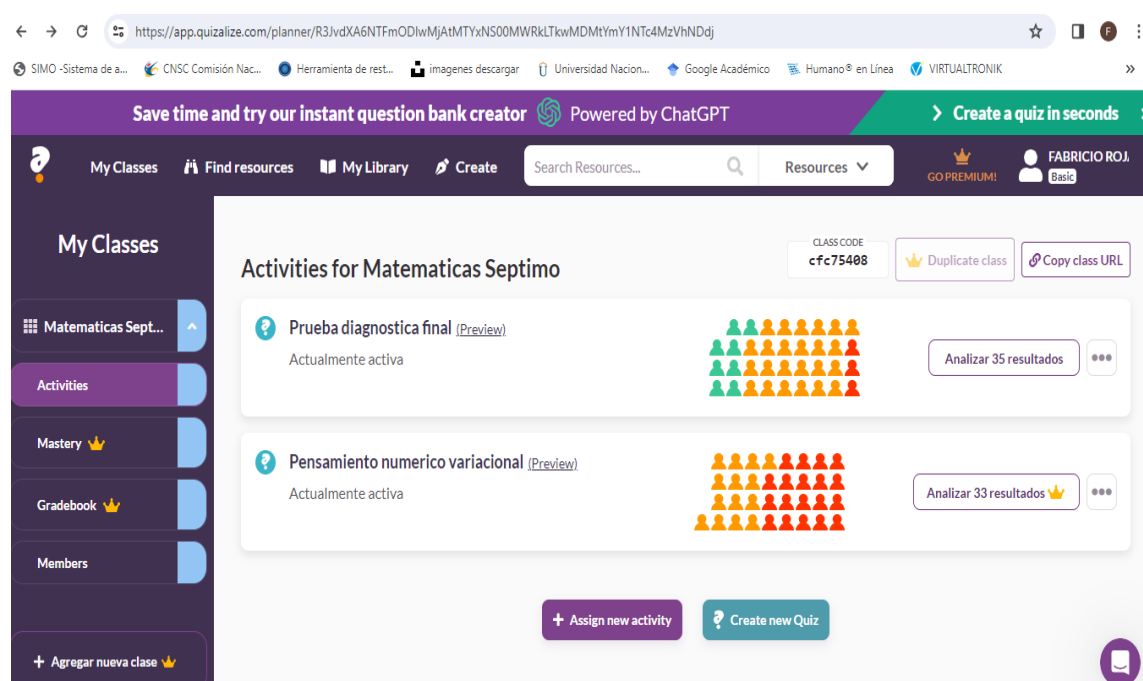 https://app.quizalize.com/planner/R3JvdXA6NTFmODIwMjAtMTYxNS00MWRkLTkwMDMtYmY1NTc4MzVhNDdj
F
SIMO -Sistema de a...
CNSC Comisión Nac...
Herramienta de rest...
imagenes descargar
Universidad Nacion...
Google Académico
Humano® en Línea
VIRTUALTRONIK
»
Save time and try our instant question bank creator Powered by ChatGPT
Create a quiz in seconds
My Classes
Find resources
My Library
Create
Search Resources...
Resources
GO PREMIUM!
FABRICIO ROJ
Basic
My Classes
Matematicas Sept...
Activities
Mastery
Gradebook
Members
+ Agregar nueva clase
Activities for Matematicas Septimo
CLASS CODE
cfc75408
Duplicate class
Copy class URL
Prueba diagnostica final (Preview)
Actualmente activa
Analizar 35 resultados
Pensamiento numerico variacional (Preview)
Actualmente activa
Analizar 33 resultados
+ Assign new activity
Create new Quiz